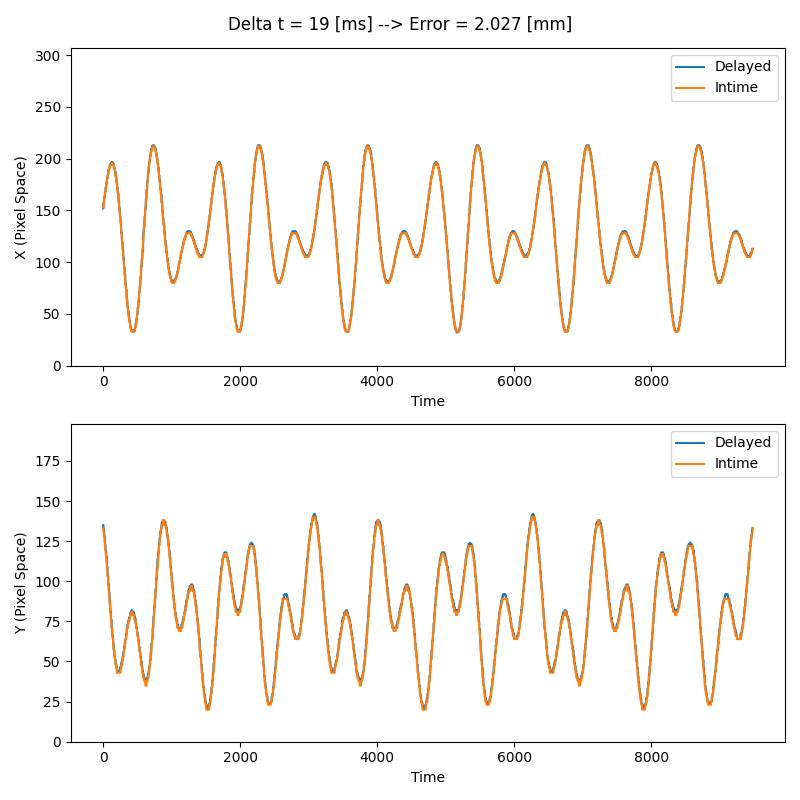 Delta t = 19 [ms] --> Error = 2.027 [mm]
300
250
200
150
100
50
0
X (Pixel Space)
Delayed
Intime
0 2000 4000 6000 8000
Time
175
150
125
100
75
50
25
0
Y (Pixel Space)
Delayed
Intime
0 2000 4000 6000 8000
Time